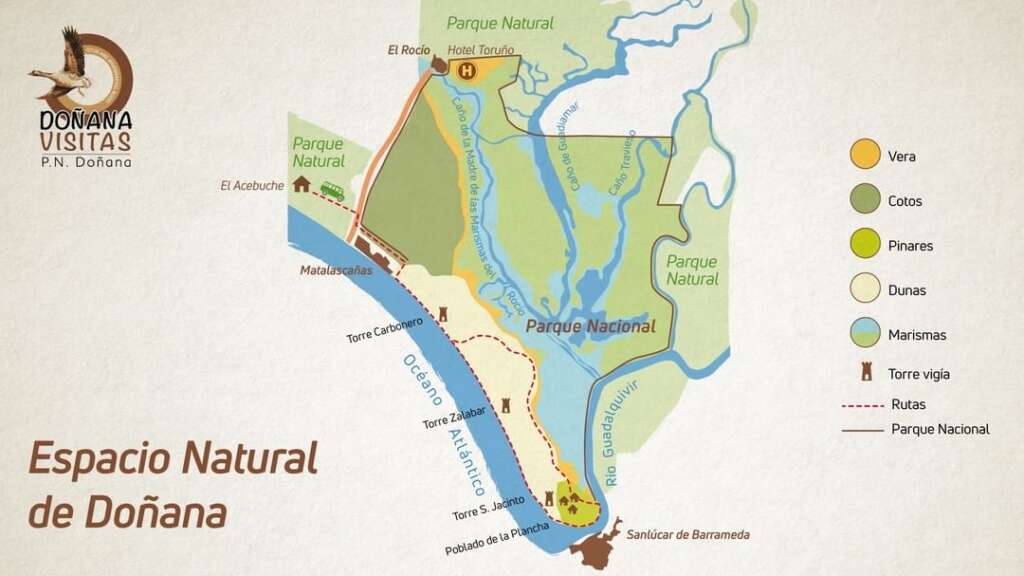 DOÑANA
VISITAS
P.N. Doñana
Parque Natural
El Rocío
Hotel Toruño
H
Caño de la Madre de las Marismas del Rocío
Caño de Guadiamar
Caño Travieso
Parque
Natural
El Acebuche
Matalascañas
Parque
Natural
Torre Carbonero
Parque Nacional
Océano Atlántico
Torre Zalabar
Río Guadalquivir
Torre S. Jacinto
Poblado de la Plancha
Sanlúcar de Barrameda
Vera
Cotos
Pinares
Dunas
Marismas
Torre vigía
Rutas
Parque Nacional
Espacio Natural
de Doñana